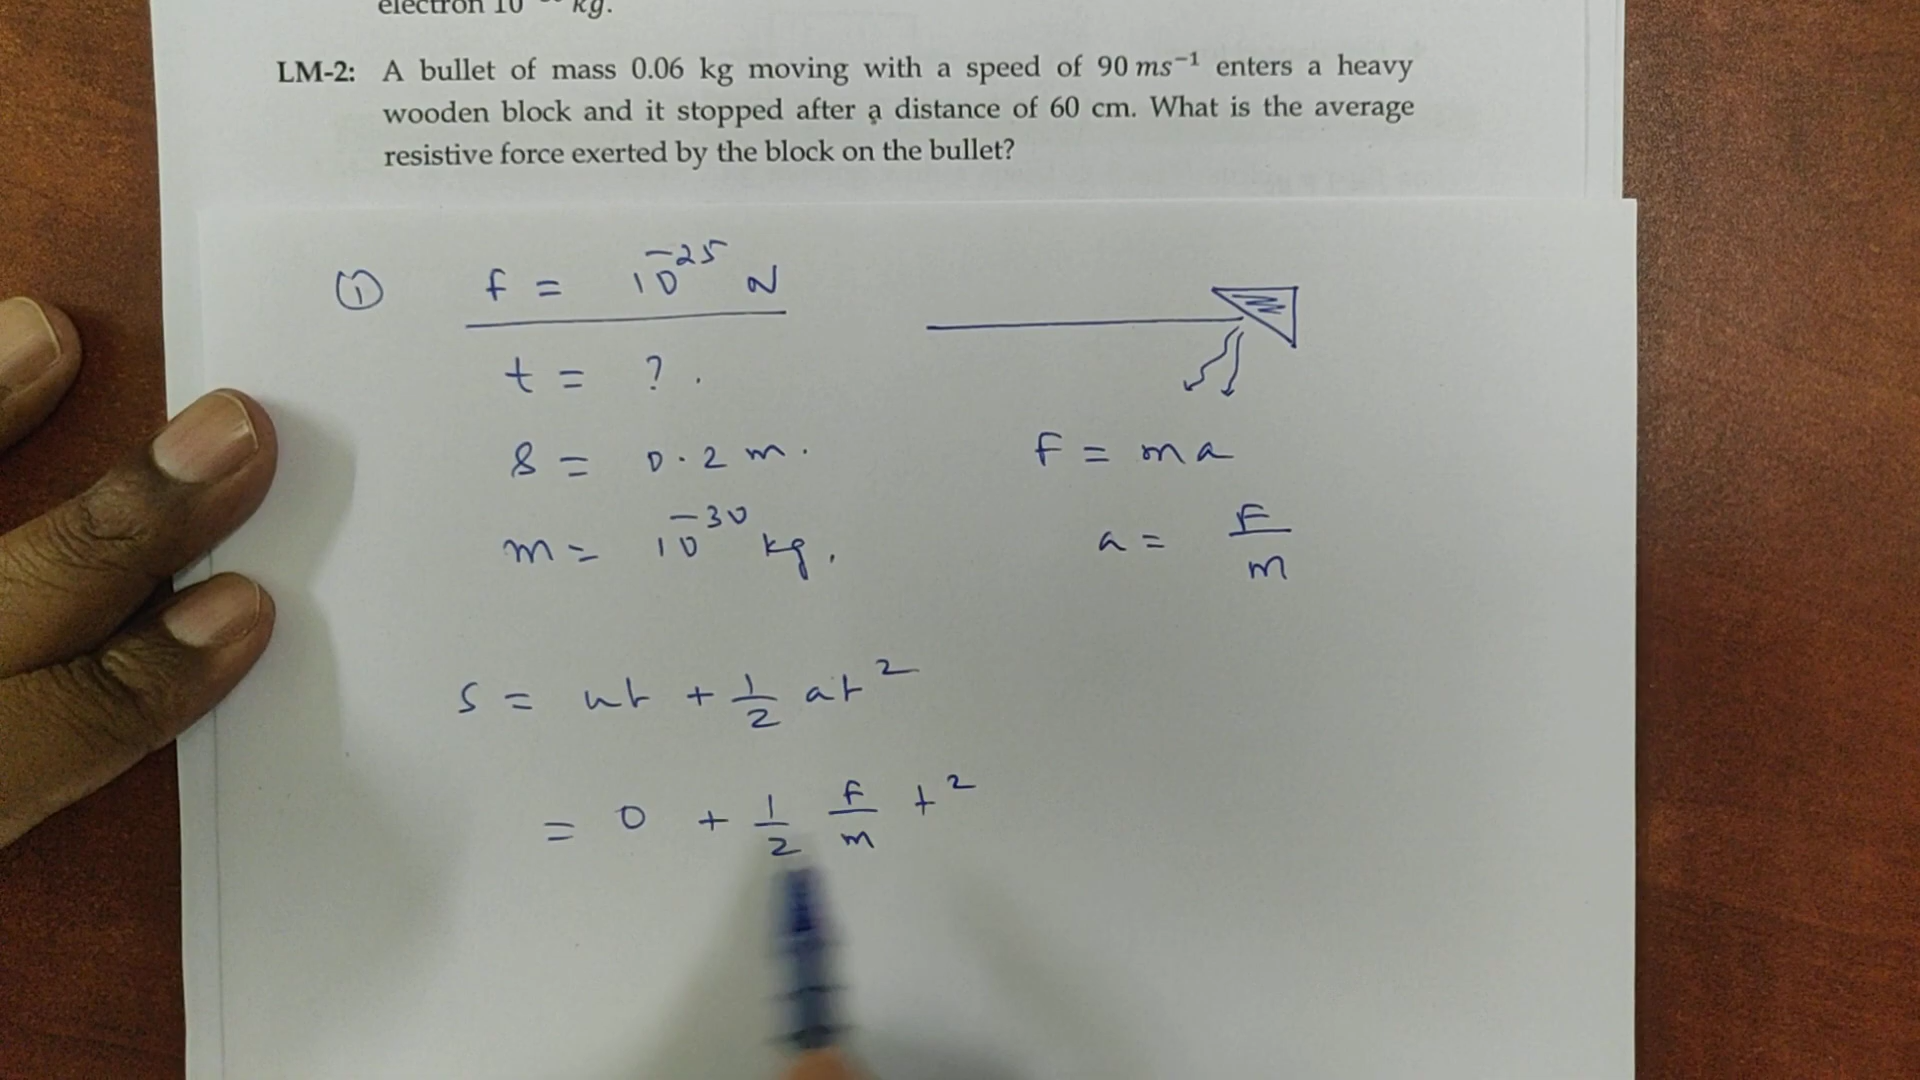 electron 10 kg.
LM-2: A bullet of mass 0.06 kg moving with a speed of 90 ms⁻¹ enters a heavy
wooden block and it stopped after a distance of 60 cm. What is the average
resistive force exerted by the block on the bullet?
① f = 10⁻²⁵ N
t = ? .
s = 0.2 m.
f = ma
m = 10⁻³⁰ kg.
a = F/m
s = ut + 1/2 at²
= 0 + 1/2 f/m t²